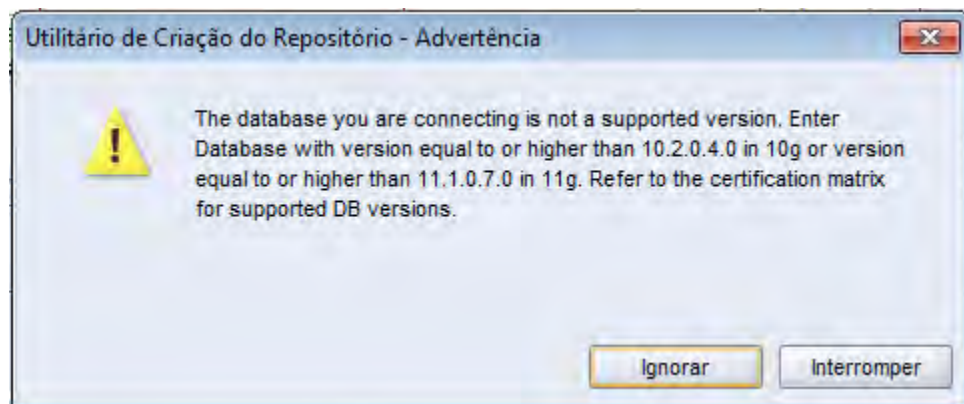 Utilitário de Criação do Repositório - Advertência
The database you are connecting is not a supported version. Enter
Database with version equal to or higher than 10.2.0.4.0 in 10g or version
equal to or higher than 11.1.0.7.0 in 11g. Refer to the certification matrix
for supported DB versions.
Ignorar Interromper